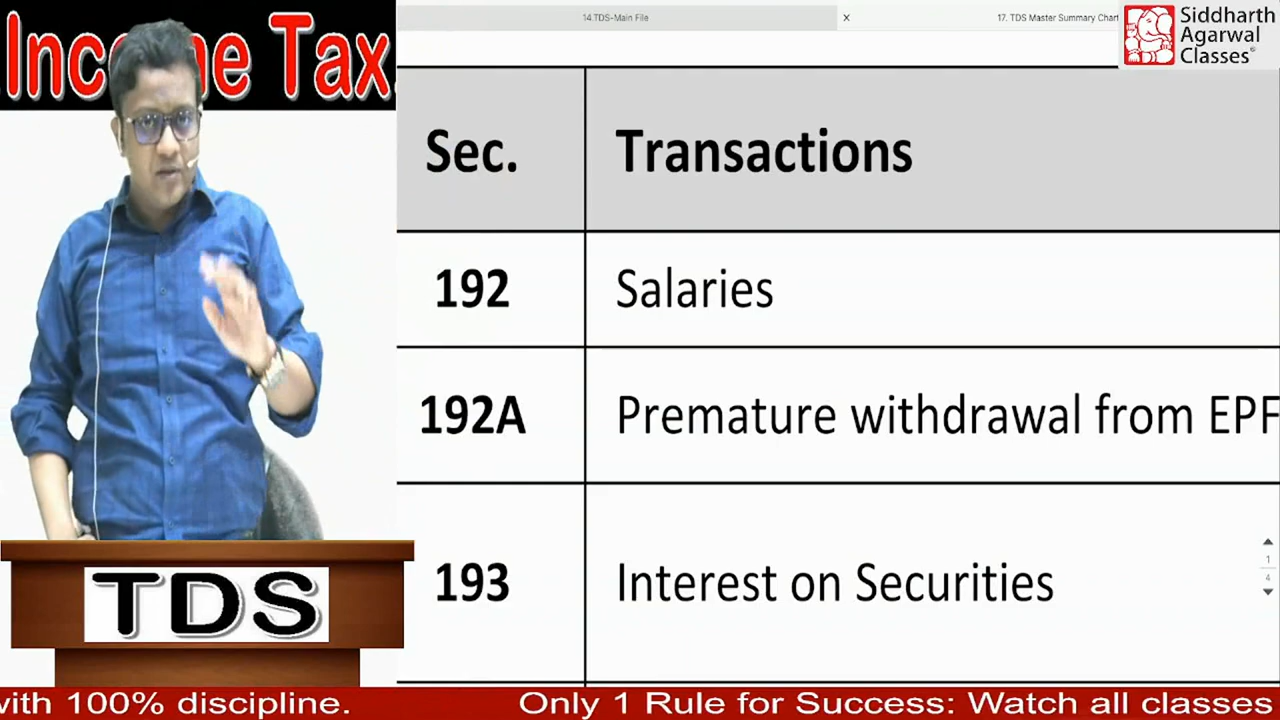 Income Tax.
14.TDS-Main File
17. TDS Master Summary Chart
Siddharth
Agarwal
Classes®
Sec.
Transactions
192
Salaries
192A
Premature withdrawal from EPF
193
Interest on Securities
1
4
TDS
with 100% discipline.
Only 1 Rule for Success: Watch all classes